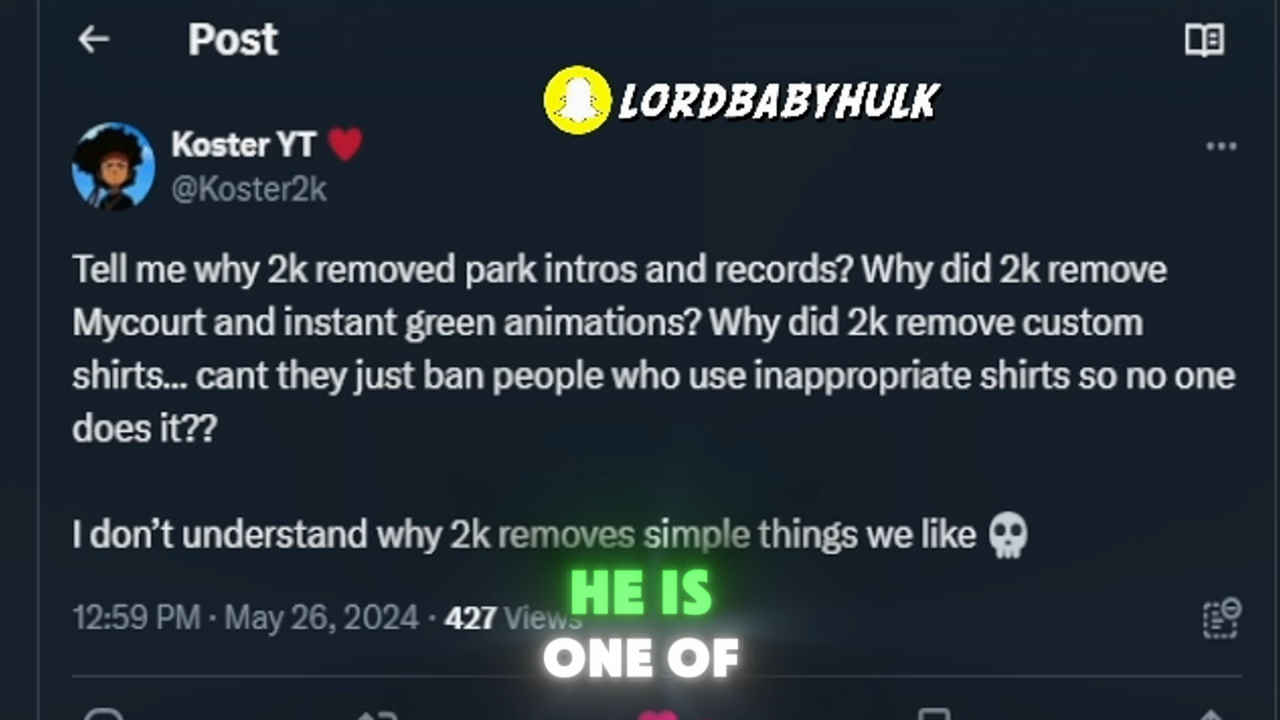 Post
LORDBABYHULK
Koster YT ❤️
@Koster2k
Tell me why 2k removed park intros and records? Why did 2k remove
Mycourt and instant green animations? Why did 2k remove custom
shirts... cant they just ban people who use inappropriate shirts so no one
does it??
I don’t understand why 2k removes simple things we like 💀
12:59 PM · May 26, 2024 · 427 Views
HE IS
ONE OF